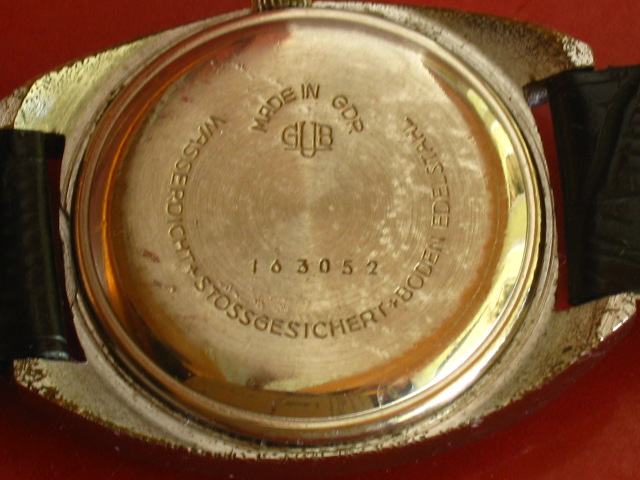 MADE IN GDR
GUB
WASSERDICHT * STOSSGESICHERT * BODEN EDELSTAHL
163052